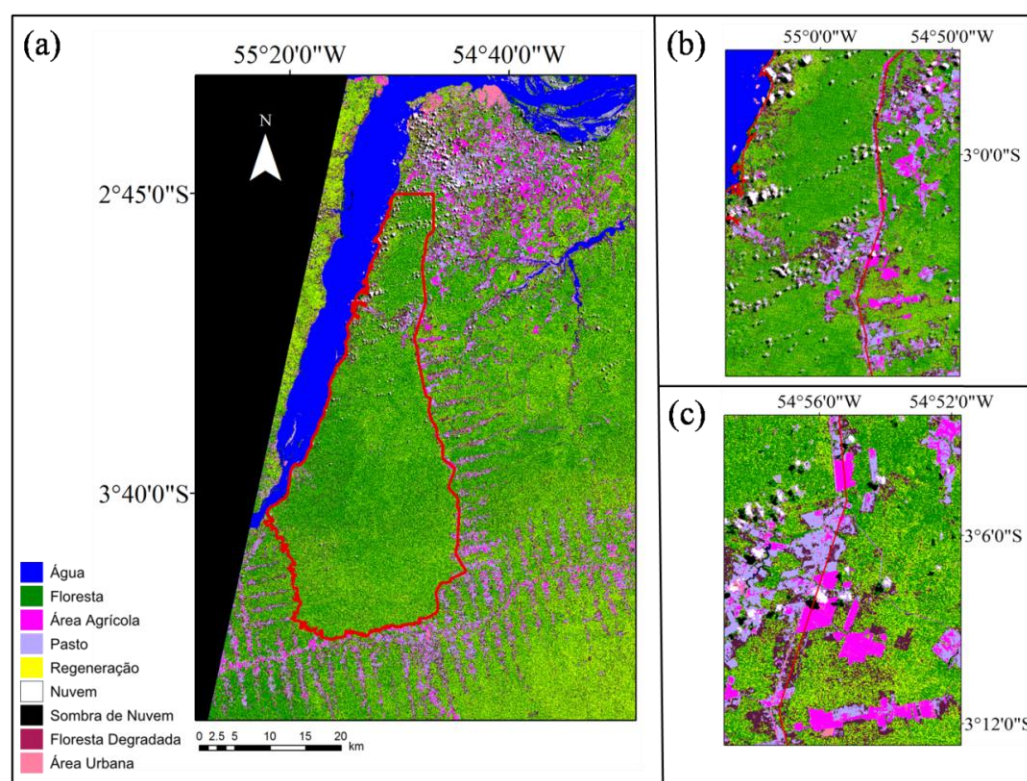 (a)
55°20'0"W 54°40'0"W
N
2°45'0"S
3°40'0"S
Água
Floresta
Área Agrícola
Pasto
Regeneração
Nuvem
Sombra de Nuvem
Floresta Degradada
Área Urbana
0 2.5 5 10 15 20
km
(b)
55°0'0"W 54°50'0"W
3°0'0"S
(c)
54°56'0"W 54°52'0"W
3°6'0"S
3°12'0"S